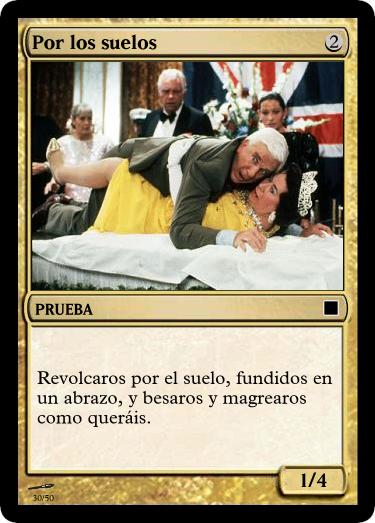 Por los suelos
2
PRUEBA
Revolcaros por el suelo, fundidos en
un abrazo, y besaros y magrearos
como queráis.
1/4
30/50